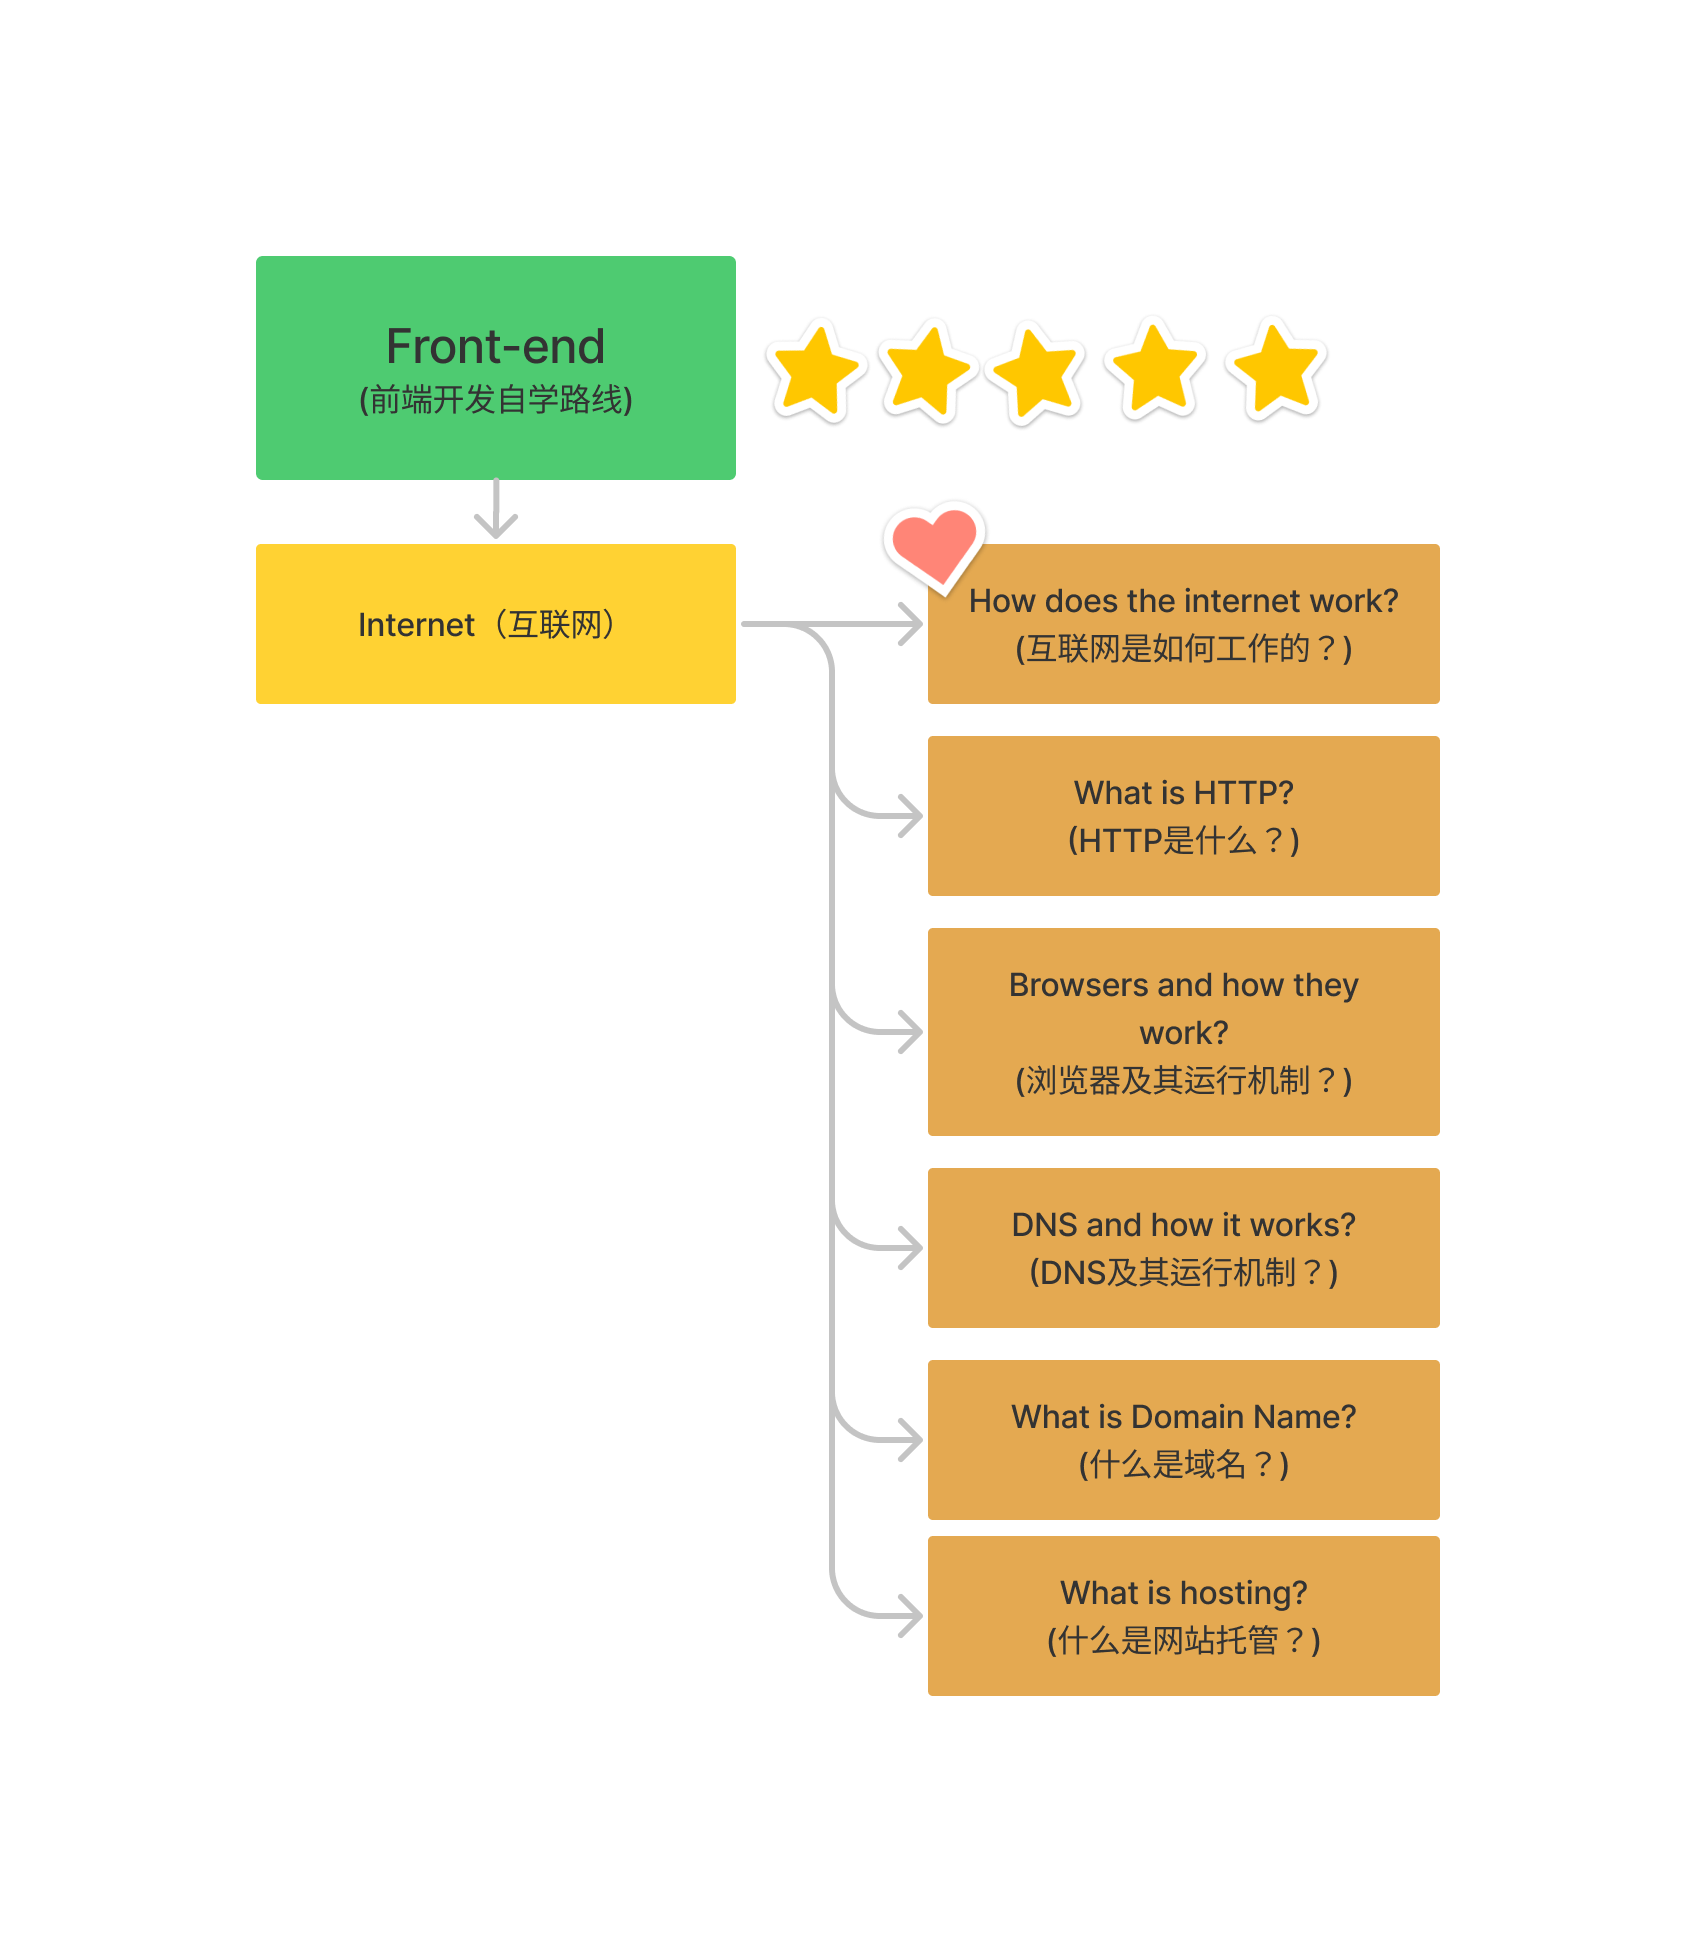 Front-end
(前端开发自学路线)
Internet（互联网）
How does the internet work?
(互联网是如何工作的？)
What is HTTP?
(HTTP是什么？)
Browsers and how they
work?
(浏览器及其运行机制？)
DNS and how it works?
(DNS及其运行机制？)
What is Domain Name?
(什么是域名？)
What is hosting?
(什么是网站托管？)